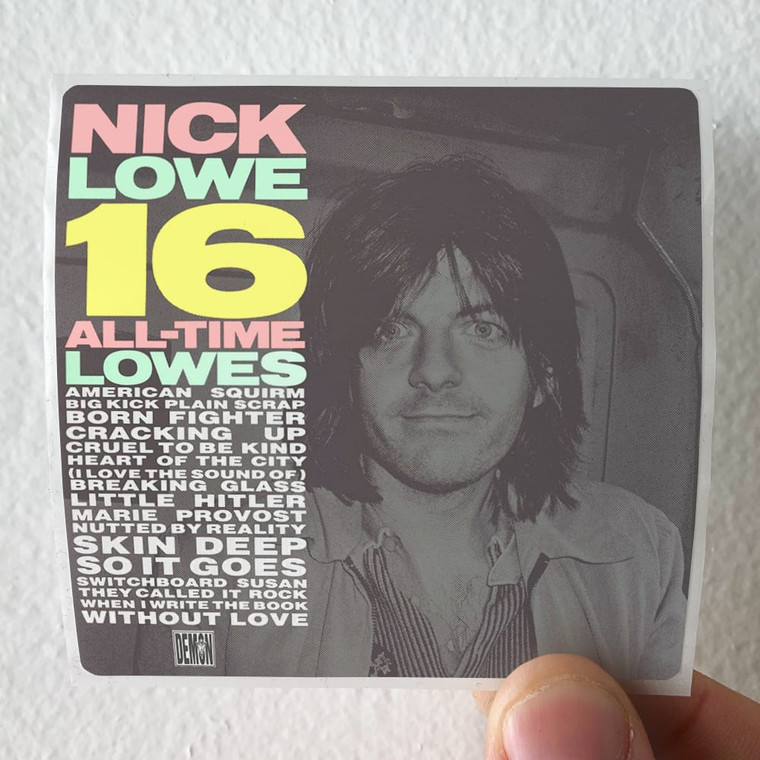 NICK
LOWE
16
ALL-TIME
LOWES
AMERICAN SQUIRM
BIG KICK PLAIN SCRAP
BORN FIGHTER
CRACKING UP
CRUEL TO BE KIND
HEART OF THE CITY
(I LOVE THE SOUND OF)
BREAKING GLASS
LITTLE HITLER
MARIE PROVOST
NUTTED BY REALITY
SKIN DEEP
SO IT GOES
SWITCHBOARD SUSAN
THEY CALLED IT ROCK
WHEN I WRITE THE BOOK
WITHOUT LOVE
DEMON